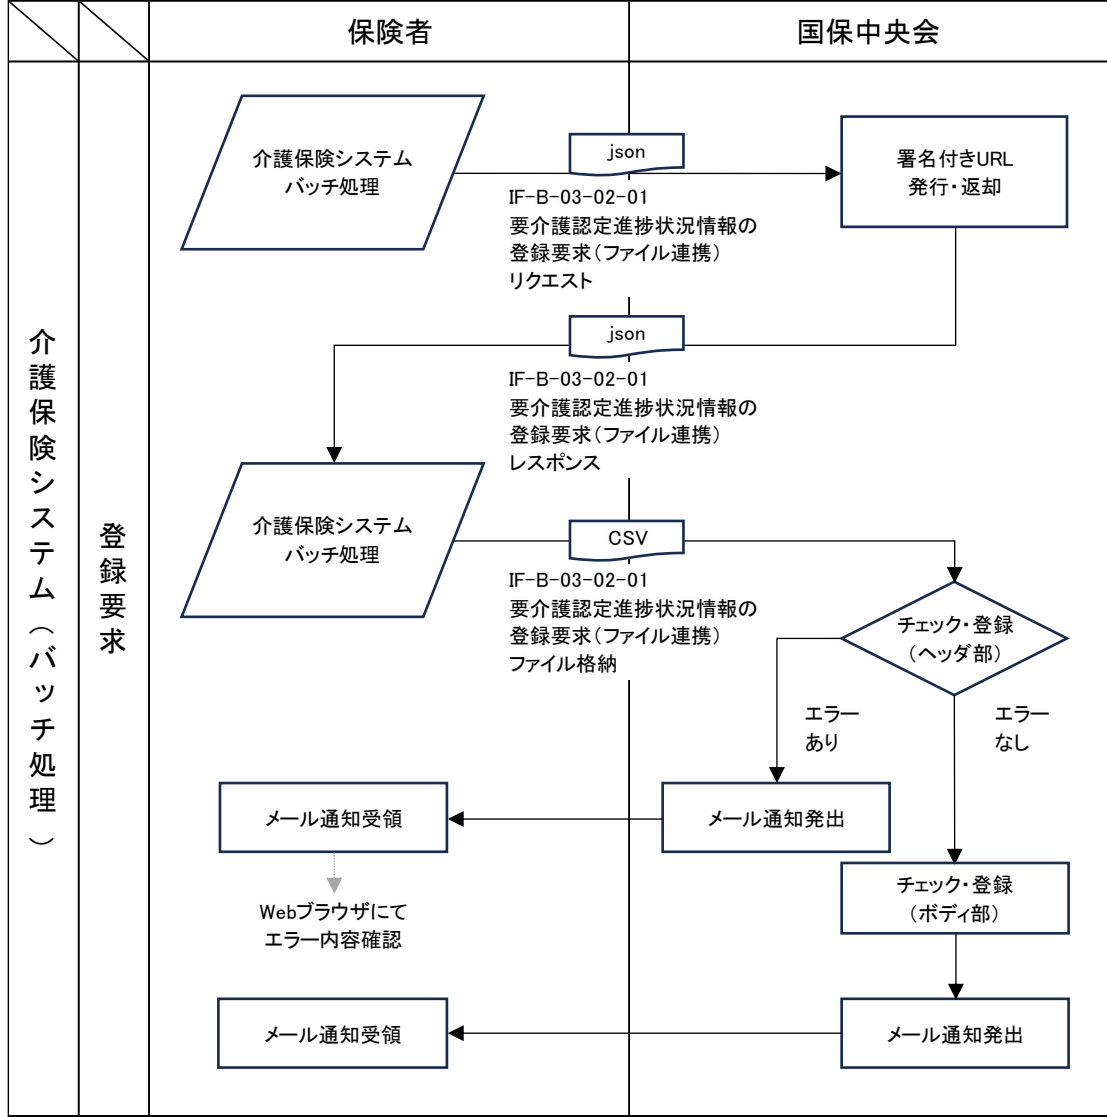 保険者
国保中央会
介護保険システム（バッチ処理）
登録要求
介護保険システム
バッチ処理
json
署名付きURL
発行・返却
IF-B-03-02-01
要介護認定進捗状況情報の
登録要求（ファイル連携）
リクエスト
json
IF-B-03-02-01
要介護認定進捗状況情報の
登録要求（ファイル連携）
レスポンス
介護保険システム
バッチ処理
CSV
IF-B-03-02-01
要介護認定進捗状況情報の
登録要求（ファイル連携）
ファイル格納
チェック・登録
（ヘッダ部）
エラー
あり
エラー
なし
メール通知受領
メール通知発出
Webブラウザにて
エラー内容確認
チェック・登録
（ボディ部）
メール通知受領
メール通知発出